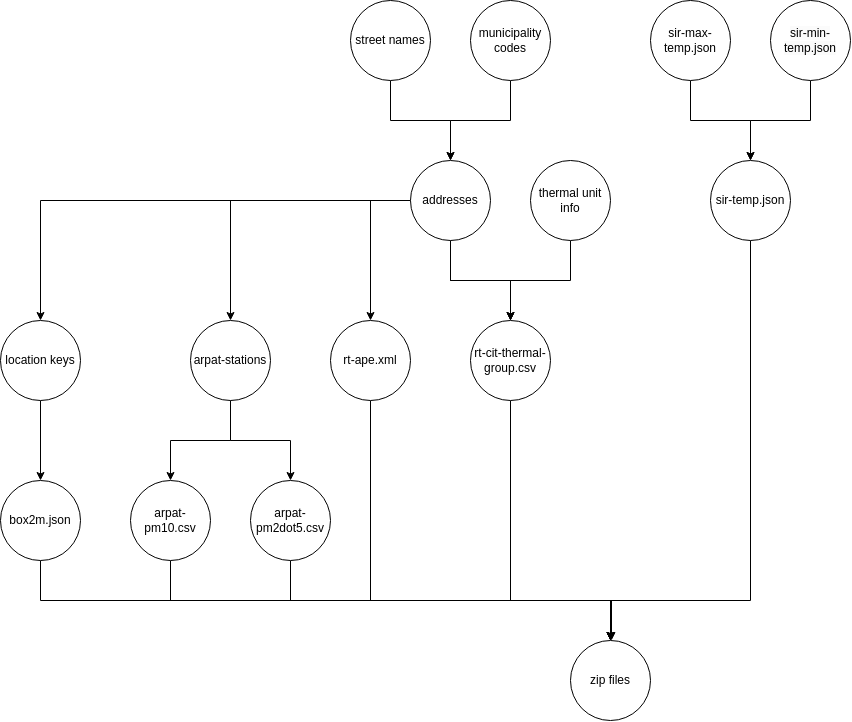 street names
municipality
codes
sir-max-
temp.json
sir-min-
temp.json
addresses
thermal unit
info
sir-temp.json
location keys
arpat-stations
rt-ape.xml
rt-cit-thermal-
group.csv
box2m.json
arpat-
pm10.csv
arpat-
pm2dot5.csv
zip files